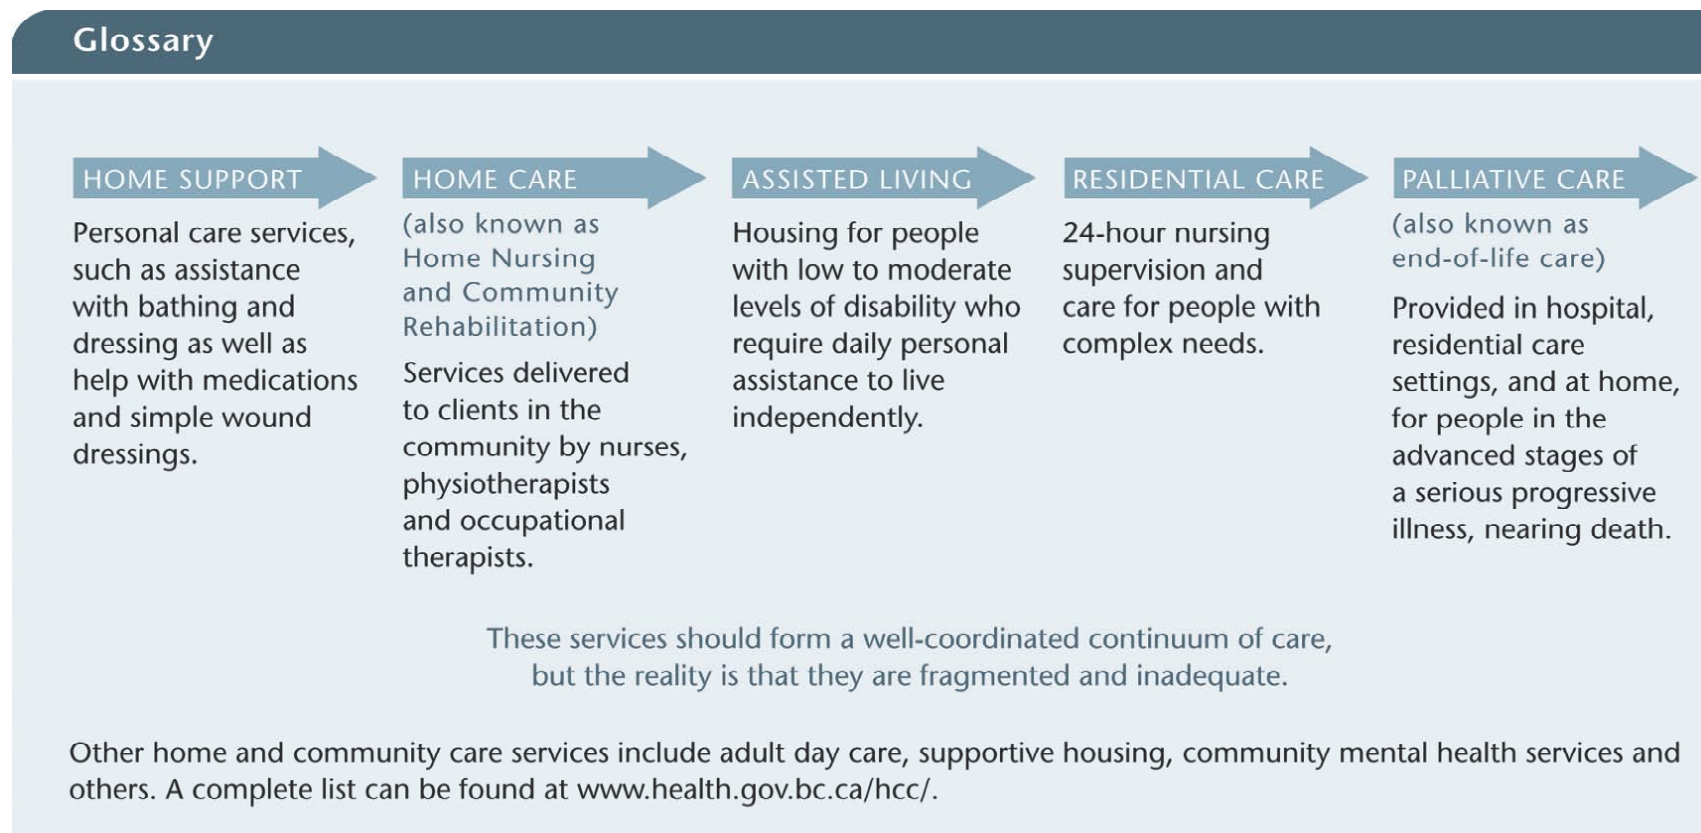 Glossary
HOME SUPPORT
Personal care services,
such as assistance
with bathing and
dressing as well as
help with medications
and simple wound
dressings.
HOME CARE
(also known as
Home Nursing
and Community
Rehabilitation)
Services delivered
to clients in the
community by nurses,
physiotherapists
and occupational
therapists.
ASSISTED LIVING
Housing for people
with low to moderate
levels of disability who
require daily personal
assistance to live
independently.
RESIDENTIAL CARE
24-hour nursing
supervision and
care for people with
complex needs.
PALLIATIVE CARE
(also known as
end-of-life care)
Provided in hospital,
residential care
settings, and at home,
for people in the
advanced stages of
a serious progressive
illness, nearing death.
These services should form a well-coordinated continuum of care,
but the reality is that they are fragmented and inadequate.
Other home and community care services include adult day care, supportive housing, community mental health services and
others. A complete list can be found at www.health.gov.bc.ca/hcc/.